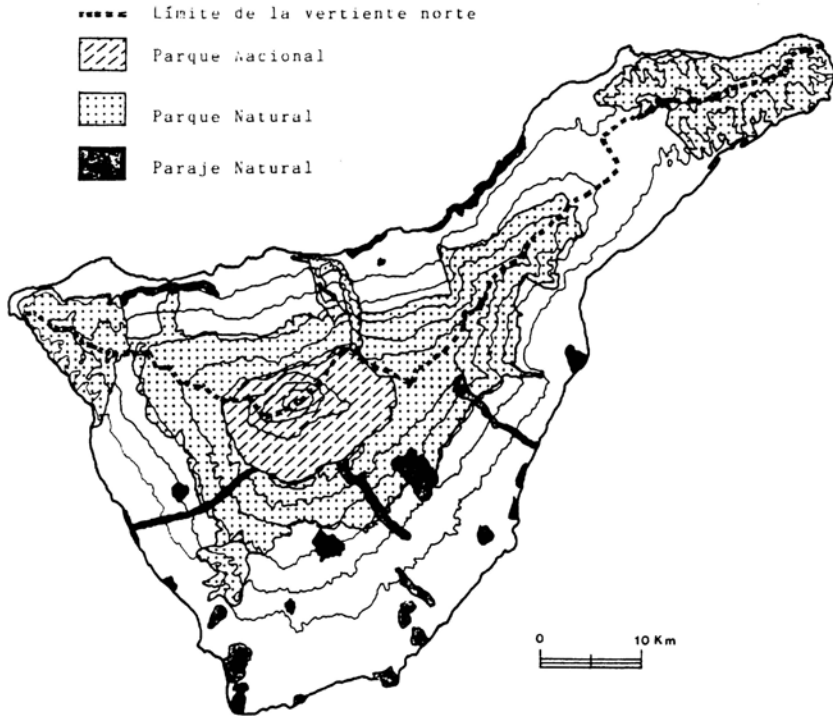 Límite de la vertiente norte
Parque Nacional
Parque Natural
Paraje Natural
0 10 Km